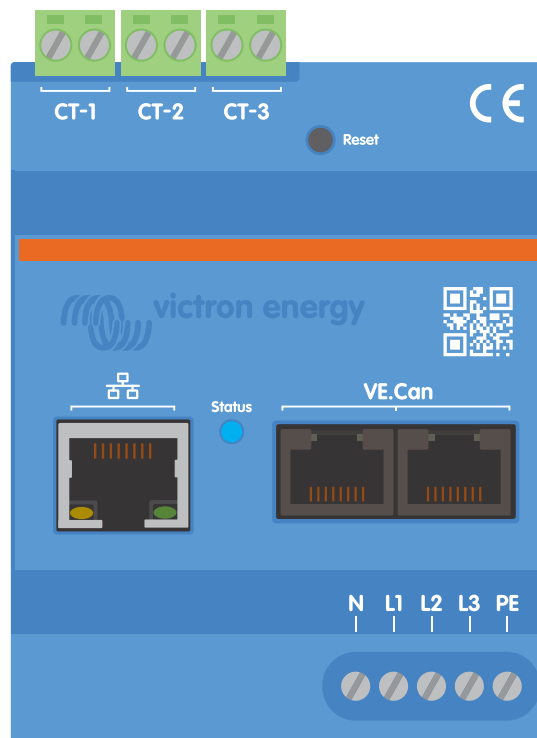 CT-1 CT-2 CT-3
CE
Reset
victron energy
Status
VE.Can
N L1 L2 L3 PE